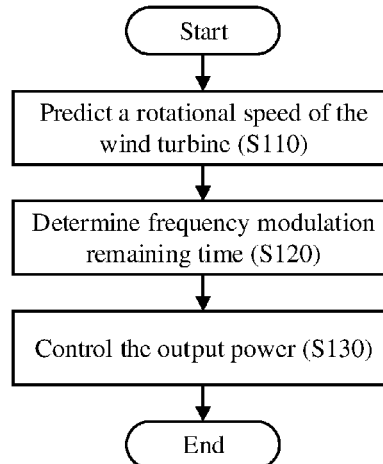 Start
Predict a rotational speed of the
wind turbine (S110)
Determine frequency modulation
remaining time (S120)
Control the output power (S130)
End